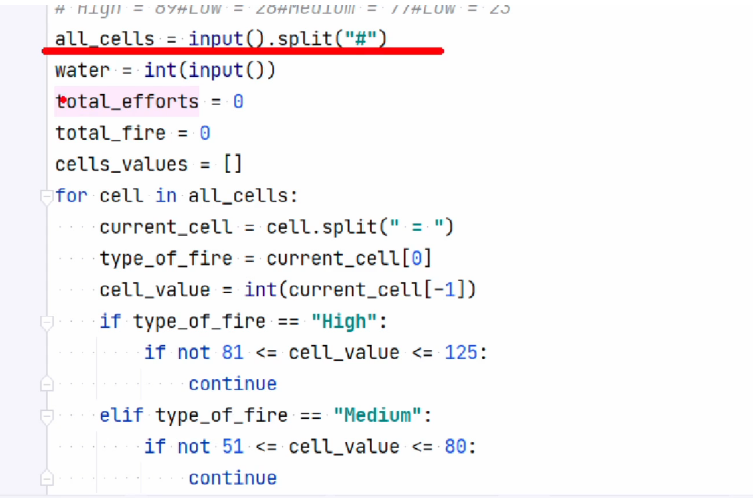 # High = 89#Low = 28#Medium = 77#Low = 23
all_cells = input().split("#")
water = int(input())
total_efforts = 0
total_fire = 0
cells_values = []
for cell in all_cells:
current_cell = cell.split(" = ")
type_of_fire = current_cell[0]
cell_value = int(current_cell[-1])
if type_of_fire == "High":
if not 81 <= cell_value <= 125:
continue
elif type_of_fire == "Medium":
if not 51 <= cell_value <= 80:
continue